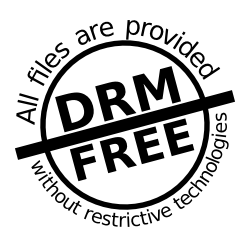 All files are provided
DRM
FREE
without restrictive technologies